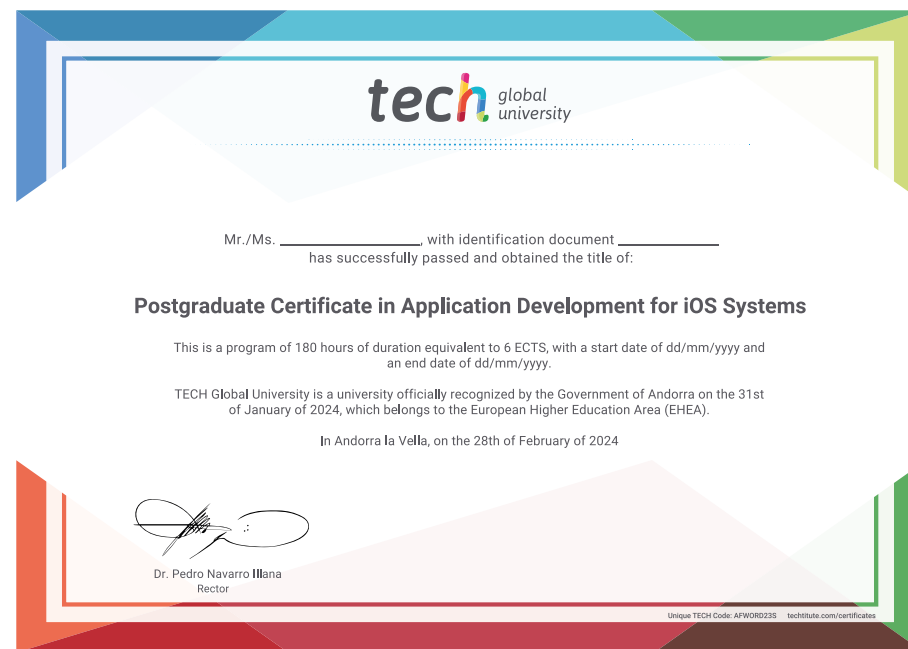 tech global
university
Mr./Ms. ____________, with identification document ____________
has successfully passed and obtained the title of:
Postgraduate Certificate in Application Development for iOS Systems
This is a program of 180 hours of duration equivalent to 6 ECTS, with a start date of dd/mm/yyyy and
an end date of dd/mm/yyyy.
TECH Global University is a university officially recognized by the Government of Andorra on the 31st
of January of 2024, which belongs to the European Higher Education Area (EHEA).
In Andorra la Vella, on the 28th of February of 2024
Dr. Pedro Navarro Illana
Rector
Unique TECH Code: AFWORD23S techtitute.com/certificates